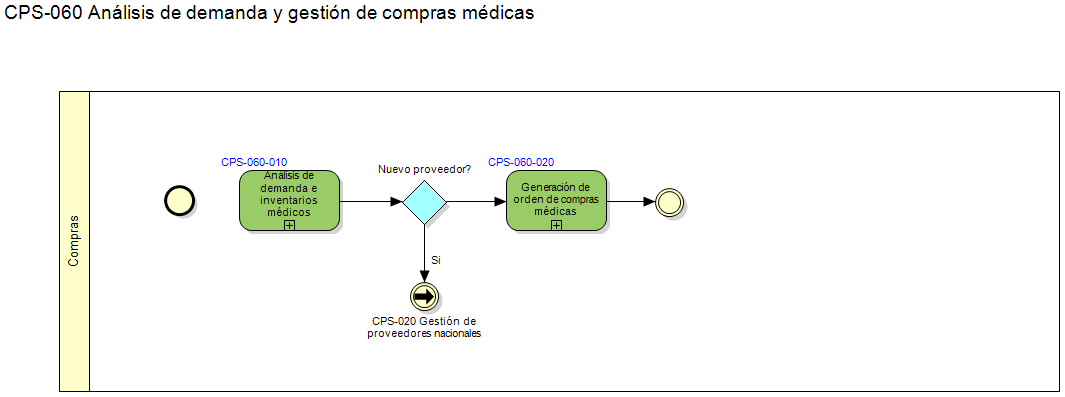 CPS-060 Análisis de demanda y gestión de compras médicas
Compras
CPS-060-010
Análisis de
demanda e
inventarios
médicos
Nuevo proveedor?
CPS-060-020
Generación de
orden de compras
médicas
Si
CPS-020 Gestión de
proveedores nacionales